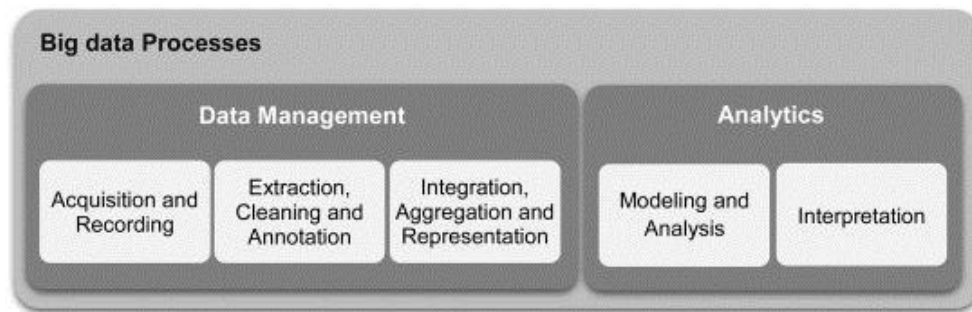 Big data Processes
Data Management
Analytics
Acquisition and
Recording
Extraction,
Cleaning and
Annotation
Integration,
Aggregation and
Representation
Modeling and
Analysis
Interpretation